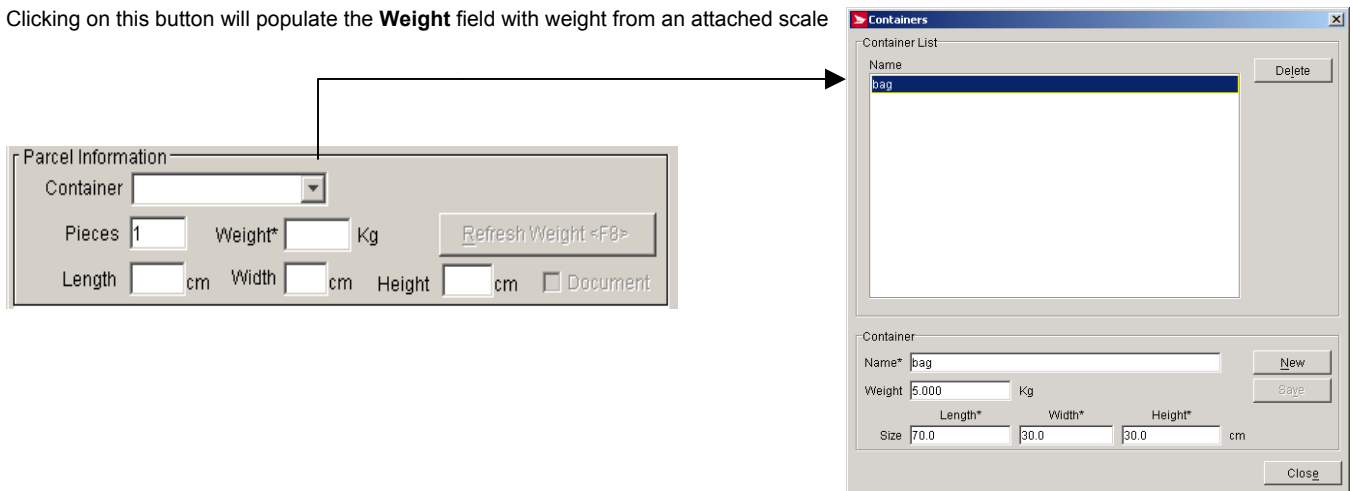 Clicking on this button will populate the Weight field with weight from an attached scale
Parcel Information
Container
Pieces 1 Weight* Kg Refresh Weight <F8>
Length cm Width cm Height cm Document
Containers
Container List
Name
Delete
bag
Container
Name* bag New
Weight 5.000 Kg Save
Length* Width* Height*
Size 70.0 30.0 30.0 cm
Close